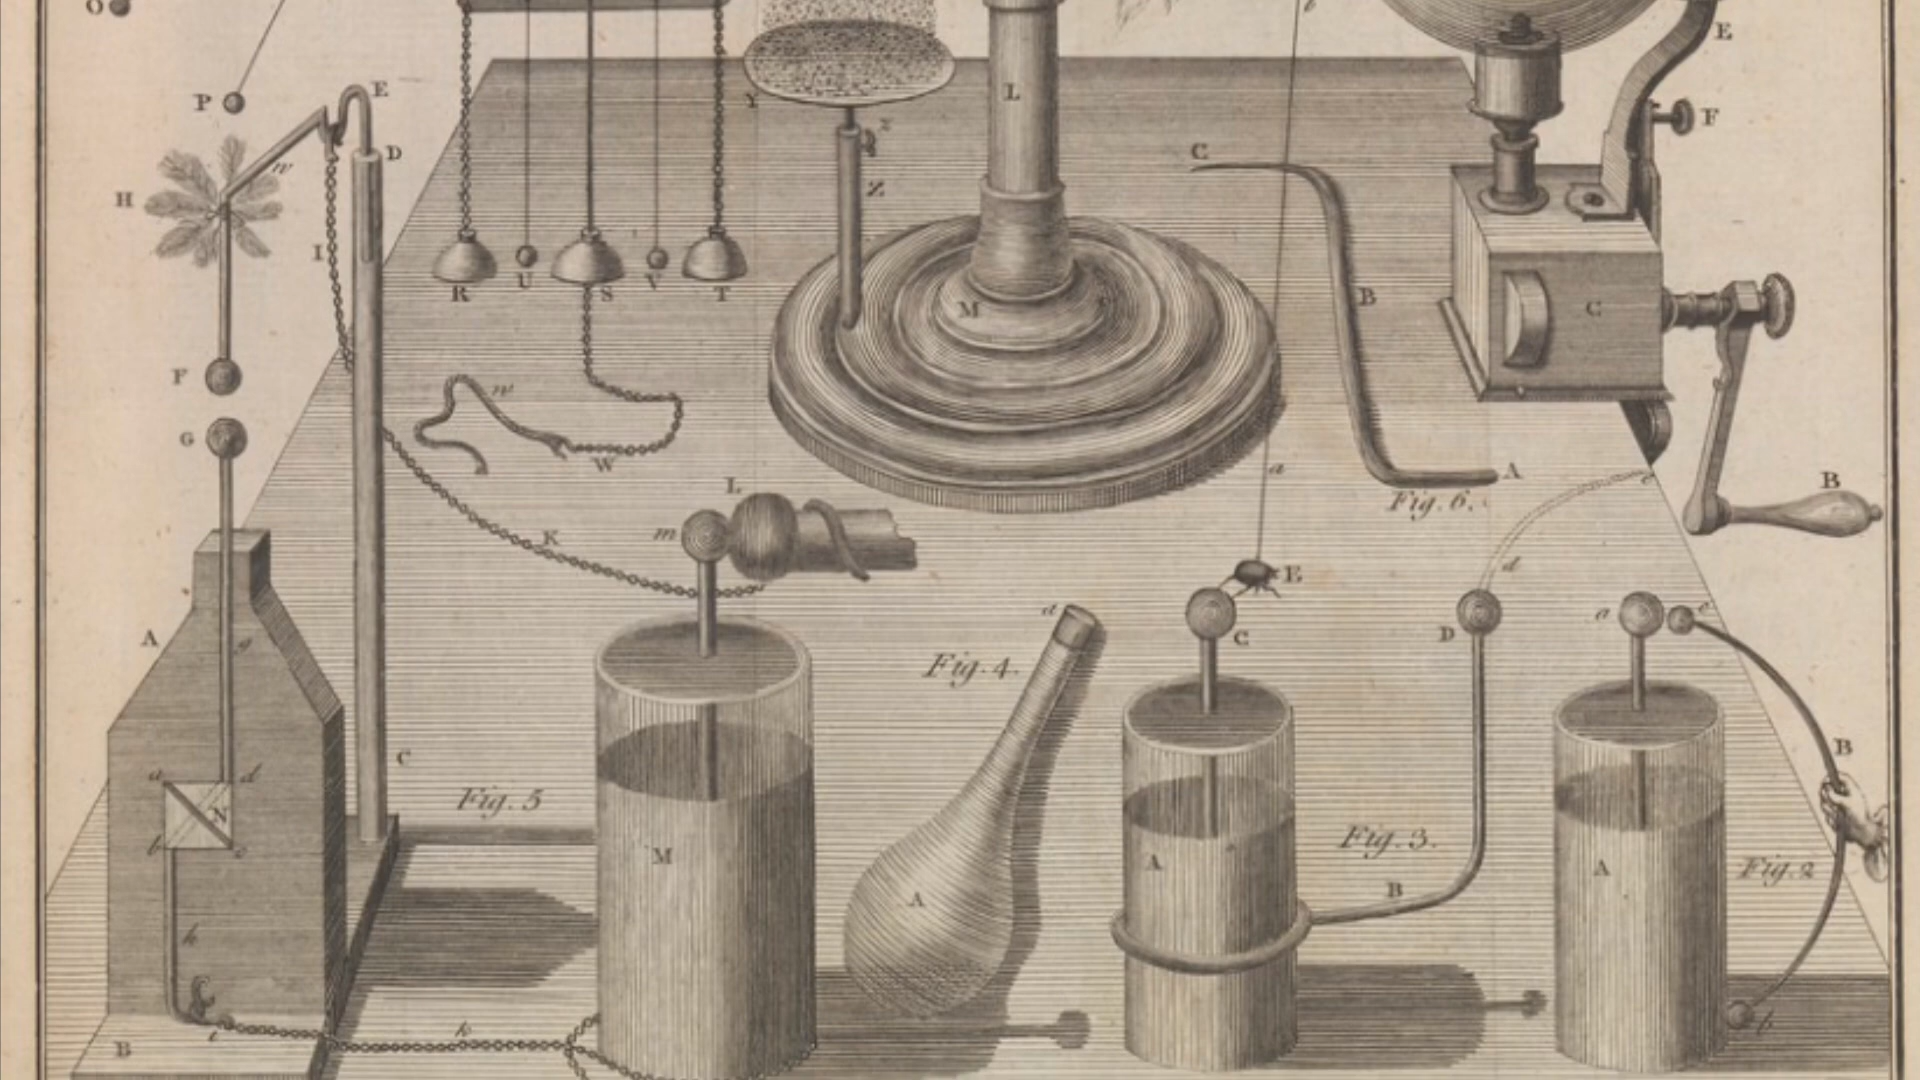 O
b
E
P
E
Y
L
F
D
z
C
w
H
Z
I
B
R
U
S
V
T
M
C
F
n
G
W
a
A
Fig. 6.
L
B
m
K
d
E
a
a
e
D
C
A
Fig. 4.
g
B
C
a
d
Fig. 5
N
Fig. 3.
b
c
M
A
A
Fig. 2
A
B
h
b
i
k
B